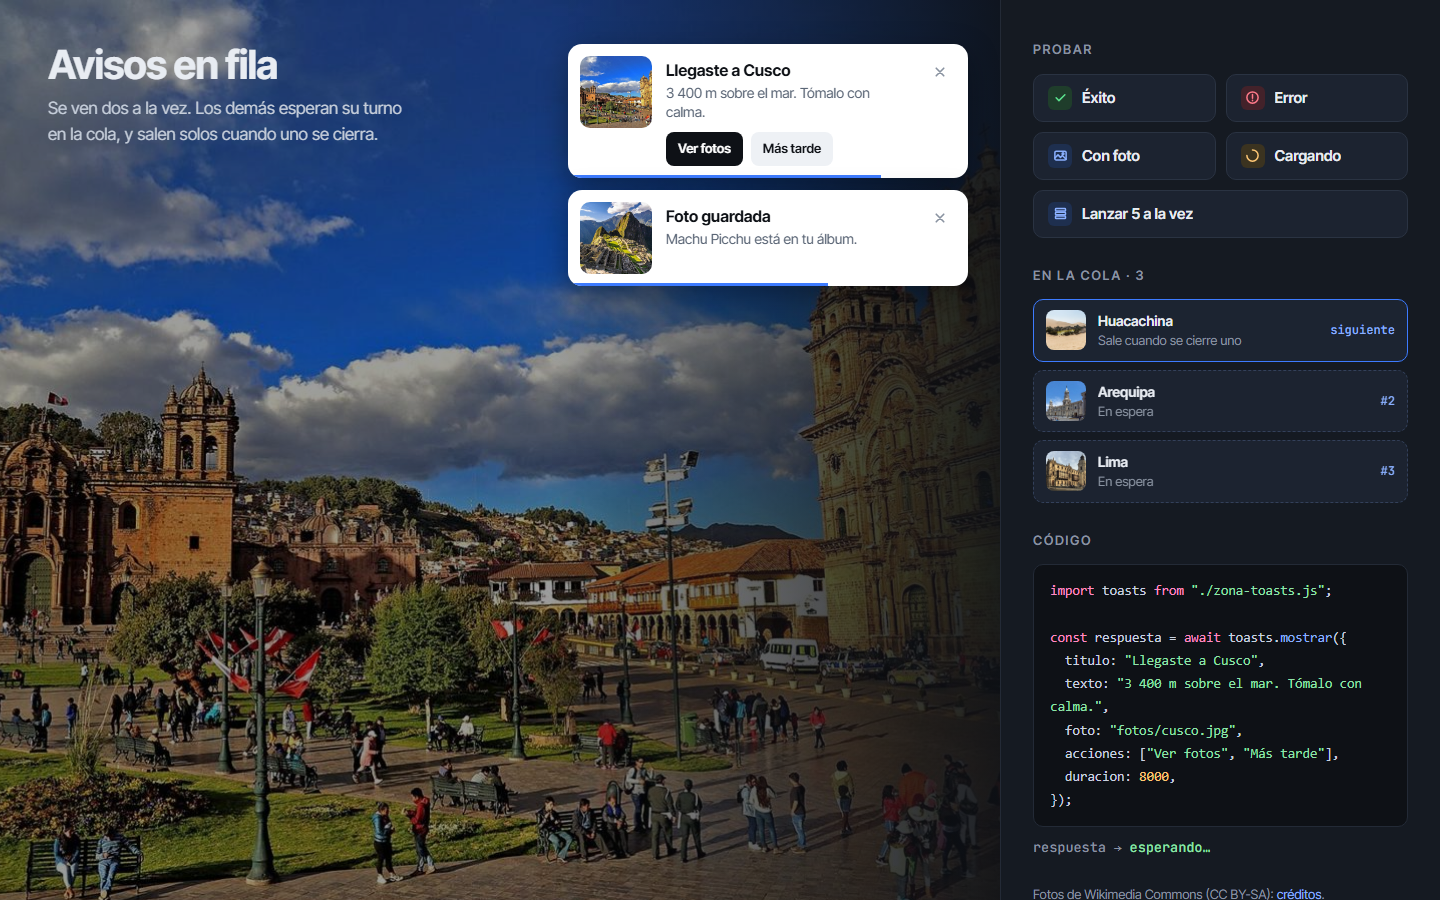 Avisos en fila
Se ven dos a la vez. Los demás esperan su turno
en la cola, y salen solos cuando uno se cierra.
Llegaste a Cusco
3 400 m sobre el mar. Tómalo con
calma.
Ver fotos
Más tarde
Foto guardada
Machu Picchu está en tu álbum.
PROBAR
Éxito
Error
Con foto
Cargando
Lanzar 5 a la vez
EN LA COLA · 3
Huacachina
Sale cuando se cierre uno
siguiente
Arequipa
En espera
#2
Lima
En espera
#3
CÓDIGO
import toasts from "./zona-toasts.js";
const respuesta = await toasts.mostrar({
titulo: "Llegaste a Cusco",
texto: "3 400 m sobre el mar. Tómalo con
calma.",
foto: "fotos/cusco.jpg",
acciones: ["Ver fotos", "Más tarde"],
duracion: 8000,
});
respuesta → esperando…
Fotos de Wikimedia Commons (CC BY-SA): créditos.